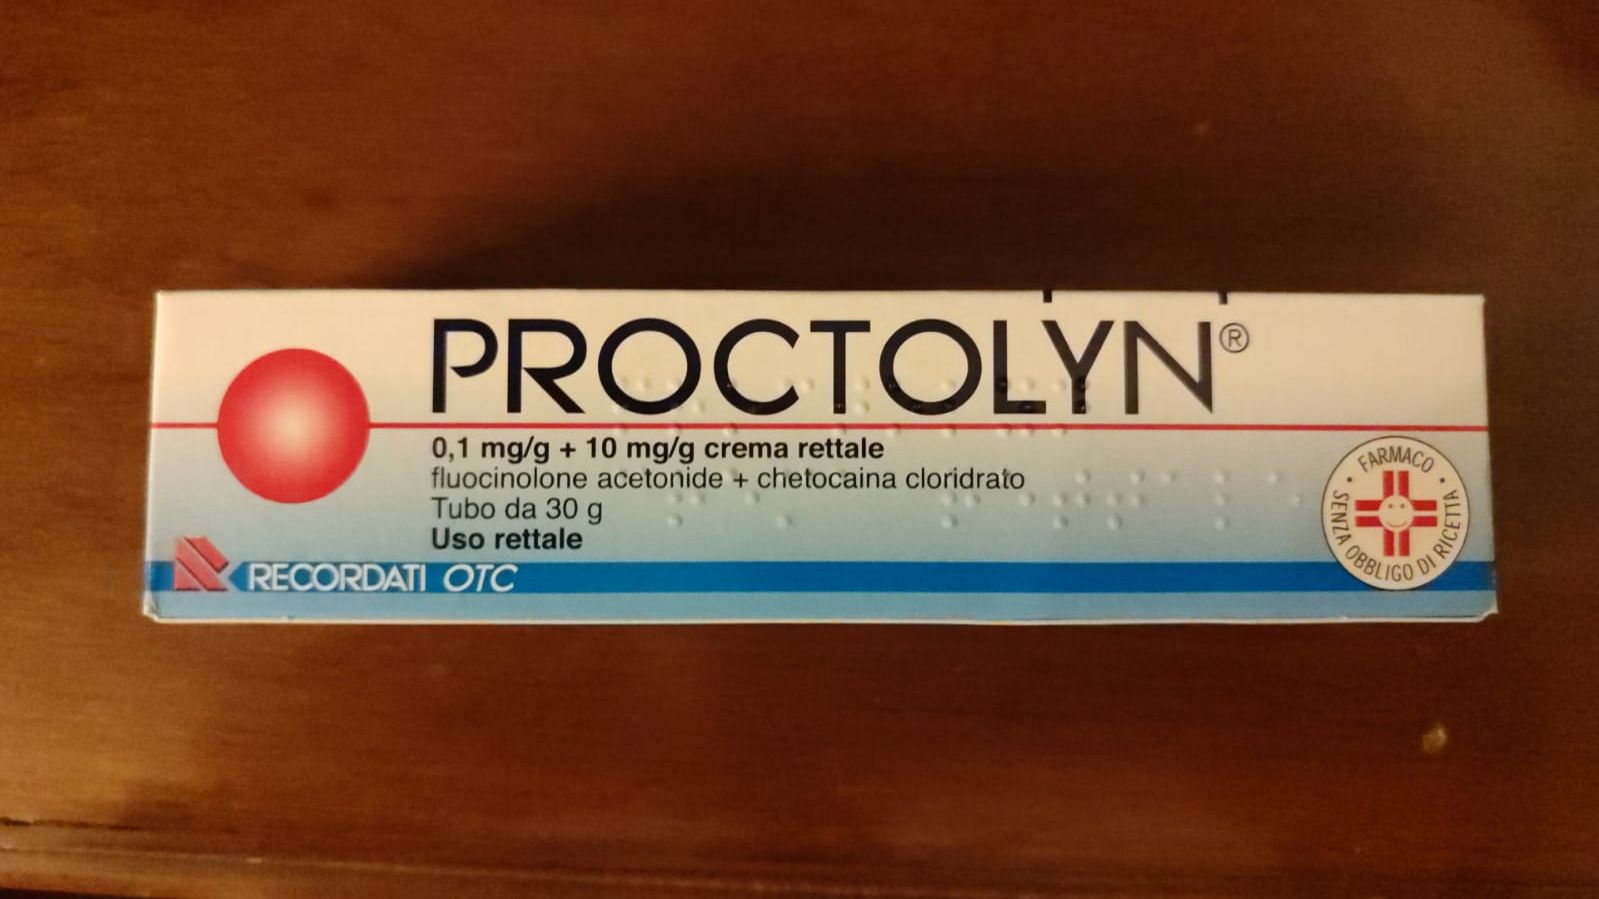 PROCTOLYN®
0,1 mg/g + 10 mg/g crema rettale
fluocinolone acetonide + chetocaina cloridrato
Tubo da 30 g
Uso rettale
RECORDATI OTC
FARMACO
SENZA OBBLIGO DI RICETTA